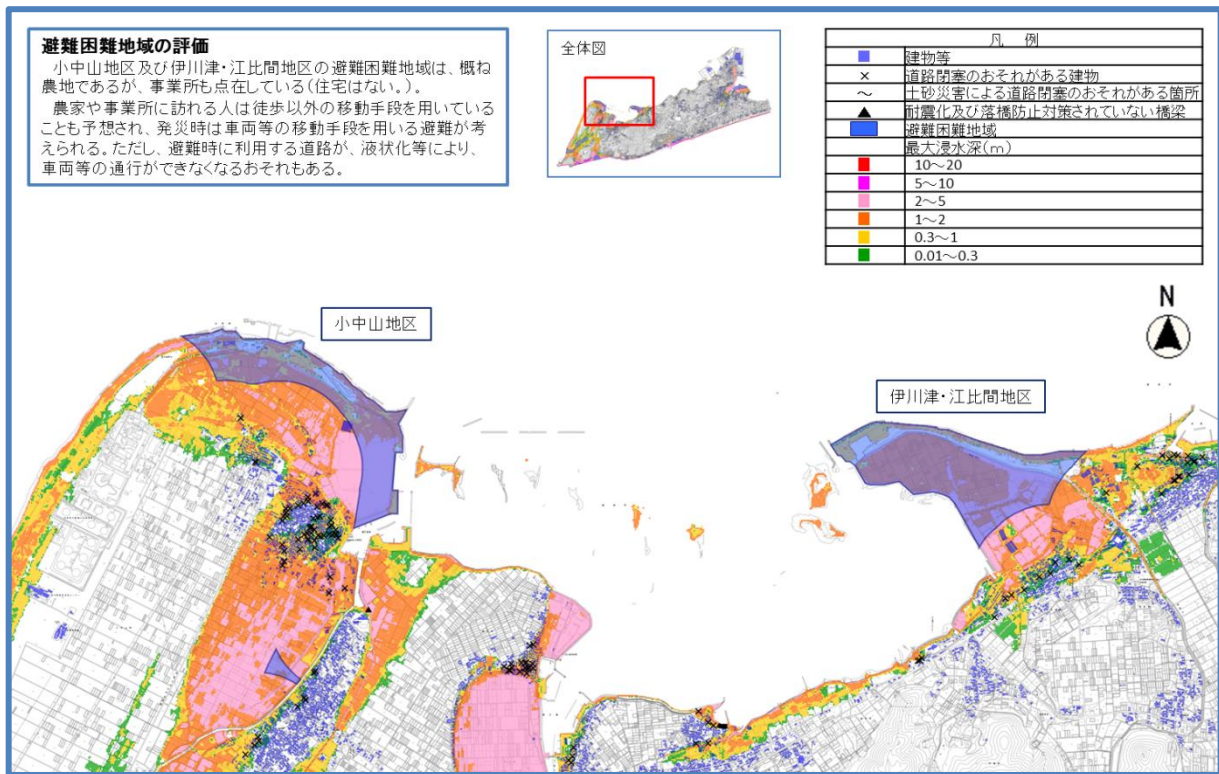 避難困難地域の評価
小中山地区及び伊川津・江比間地区の避難困難地域は、概ね
農地であるが、事業所も点在している(住宅はない。)。
農家や事業所に訪れる人は徒歩以外の移動手段を用いている
ことも予想され、発災時は車両等の移動手段を用いる避難が考
えられる。ただし、避難時に利用する道路が、液状化等により、
車両等の通行ができなくなるおそれもある。
全体図
凡 例
建物等
× 道路閉塞のおそれがある建物
～ 土砂災害による道路閉塞のおそれがある箇所
▲ 耐震化及び落橋防止対策されていない橋梁
避難困難地域
最大浸水深(m)
10～20
5～10
2～5
1～2
0.3～1
0.01～0.3
小中山地区
N
伊川津・江比間地区